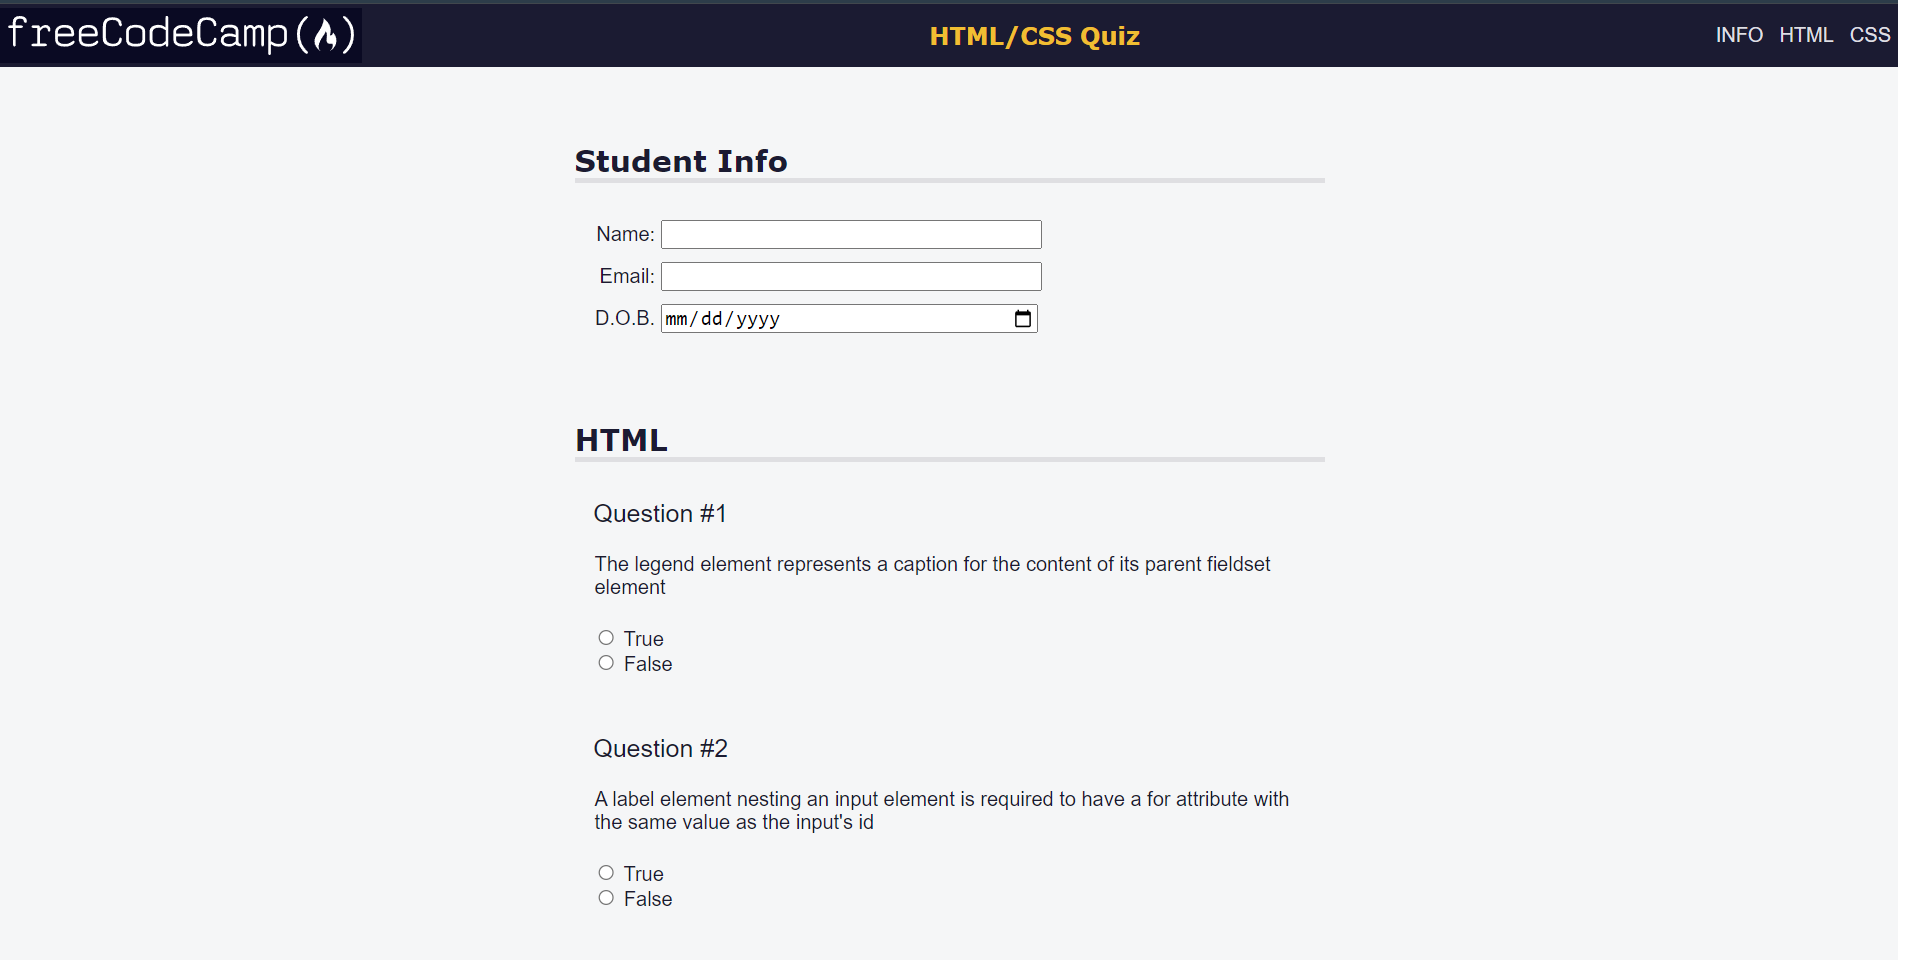 freeCodeCamp(🔥)
HTML/CSS Quiz
INFO HTML CSS
Student Info
Name:
Email:
D.O.B. mm/dd/yyyy
HTML
Question #1
The legend element represents a caption for the content of its parent fieldset
element
True
False
Question #2
A label element nesting an input element is required to have a for attribute with
the same value as the input's id
True
False